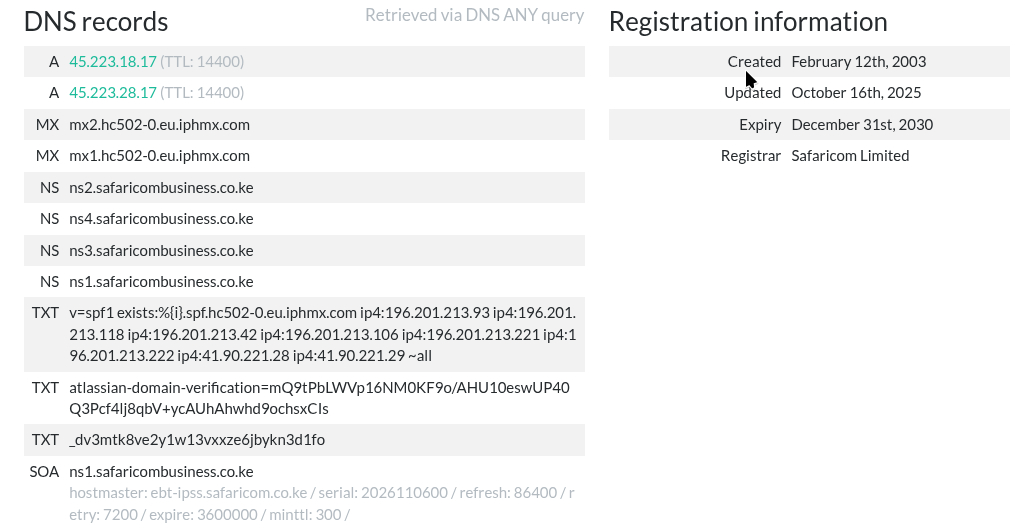 DNS records
Retrieved via DNS ANY query
A 45.223.18.17 (TTL: 14400)
A 45.223.28.17 (TTL: 14400)
MX mx2.hc502-0.eu.iphmx.com
MX mx1.hc502-0.eu.iphmx.com
NS ns2.safaricombusiness.co.ke
NS ns4.safaricombusiness.co.ke
NS ns3.safaricombusiness.co.ke
NS ns1.safaricombusiness.co.ke
TXT v=spf1 exists:%{i}.spf.hc502-0.eu.iphmx.com ip4:196.201.213.93 ip4:196.201.
213.118 ip4:196.201.213.42 ip4:196.201.213.106 ip4:196.201.213.221 ip4:1
96.201.213.222 ip4:41.90.221.28 ip4:41.90.221.29 ~all
TXT atlassian-domain-verification=mQ9tPbLWVp16NM0KF9o/AHU10eswUP40
Q3Pcf4lj8qbV+ycAUhAhwhd9ochsxCIs
TXT _dv3mtk8ve2y1w13vxxze6jbykn3d1fo
SOA ns1.safaricombusiness.co.ke
hostmaster: ebt-ipss.safaricom.co.ke / serial: 2026110600 / refresh: 86400 / r
etry: 7200 / expire: 3600000 / minttl: 300 /
Registration information
Created February 12th, 2003
Updated October 16th, 2025
Expiry December 31st, 2030
Registrar Safaricom Limited